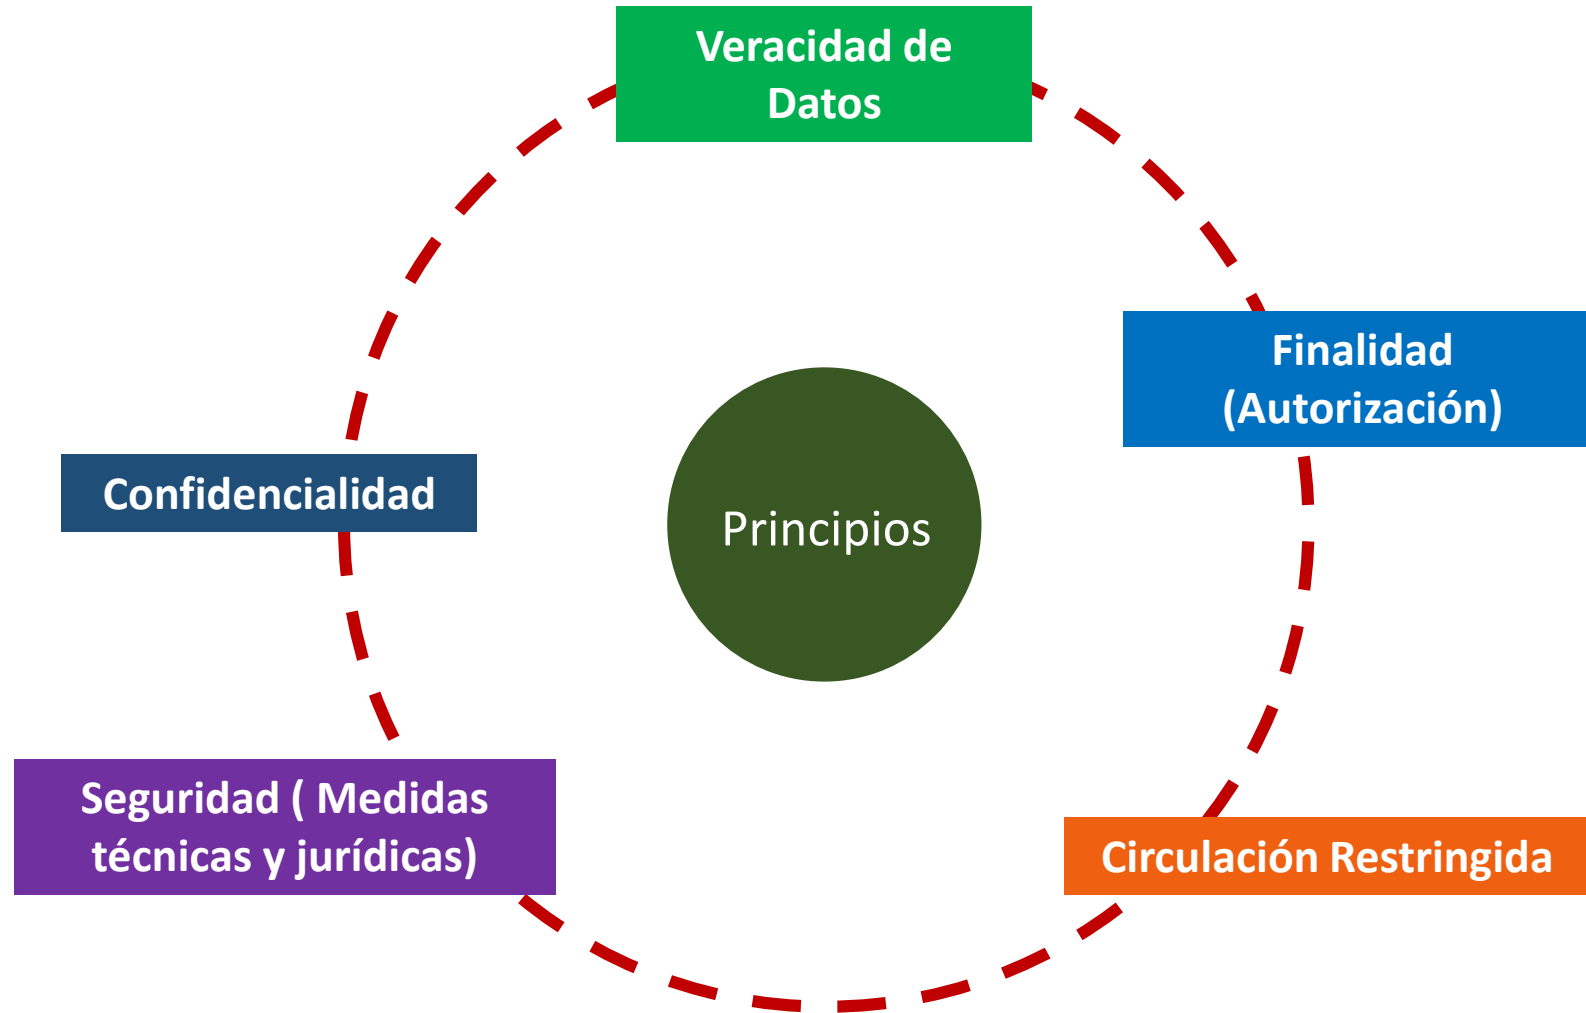 Veracidad de
Datos
Finalidad
(Autorización)
Confidencialidad
Principios
Seguridad ( Medidas
técnicas y jurídicas)
Circulación Restringida